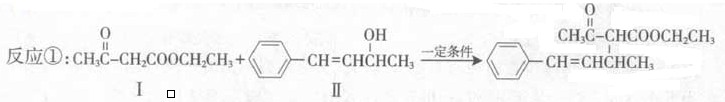 O OH O
CH₃C—CHCOOCH₂CH₃
反应①:CH₃C—CH₂COOCH₂CH₃+ —CH=CHCHCH₃ 一定条件 —CH=CHCHCH₃
Ⅰ Ⅱ